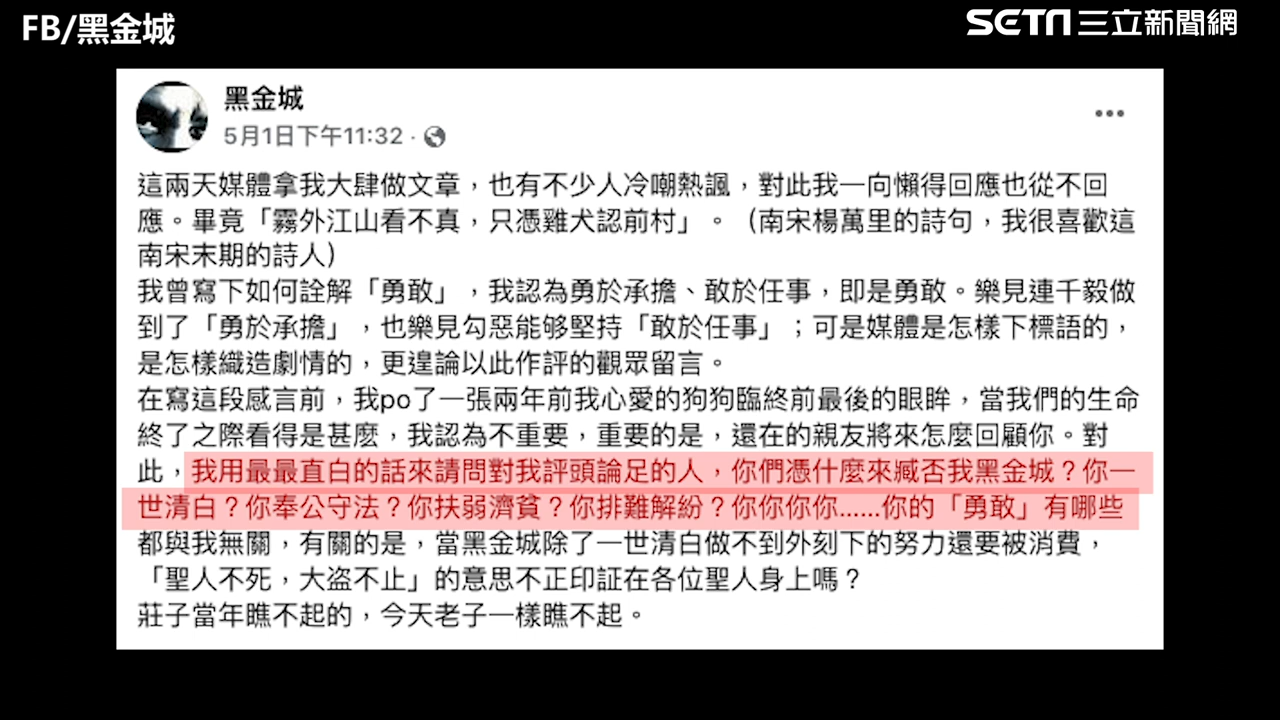 FB/黑金城
SETN三立新聞網
黑金城
5月1日下午11:32 ·
這兩天媒體拿我大肆做文章，也有不少人冷嘲熱諷，對此我一向懶得回應也從不回
應。畢竟「霧外江山看不真，只憑雞犬認前村」。（南宋楊萬里的詩句，我很喜歡這
南宋末期的詩人）
我曾寫下如何詮解「勇敢」，我認為勇於承擔、敢於任事，即是勇敢。樂見連千毅做
到了「勇於承擔」，也樂見勾惡能够堅持「敢於任事」；可是媒體是怎樣下標語的，
是怎樣織造劇情的，更遑論以此作評的觀眾留言。
在寫這段感言前，我po了一張兩年前我心愛的狗狗臨終前最後的眼眸，當我們的生命
終了之際看得是甚麼，我認為不重要，重要的是，還在的親友將來怎麼回顧你。對
此，我用最最直白的話來請問對我評頭論足的人，你們憑什麼來臧否我黑金城？你一
世清白？你奉公守法？你扶弱濟貧？你排難解紛？你你你你......你的「勇敢」有哪些
都與我無關，有關的是，當黑金城除了一世清白做不到外刻下的努力還要被消費，
「聖人不死，大盜不止」的意思不正印証在各位聖人身上嗎？
莊子當年瞧不起的，今天老子一樣瞧不起。